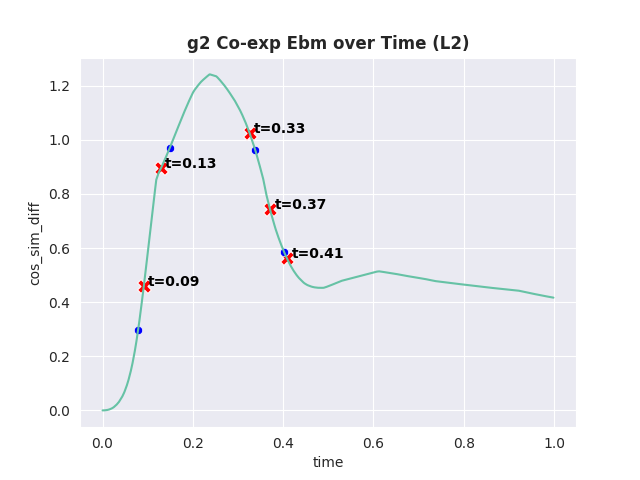 g2 Co-exp Ebm over Time (L2)
cos_sim_diff
1.2
1.0
0.8
0.6
0.4
0.2
0.0
t=0.33
t=0.13
t=0.37
t=0.41
t=0.09
0.0 0.2 0.4 0.6 0.8 1.0
time